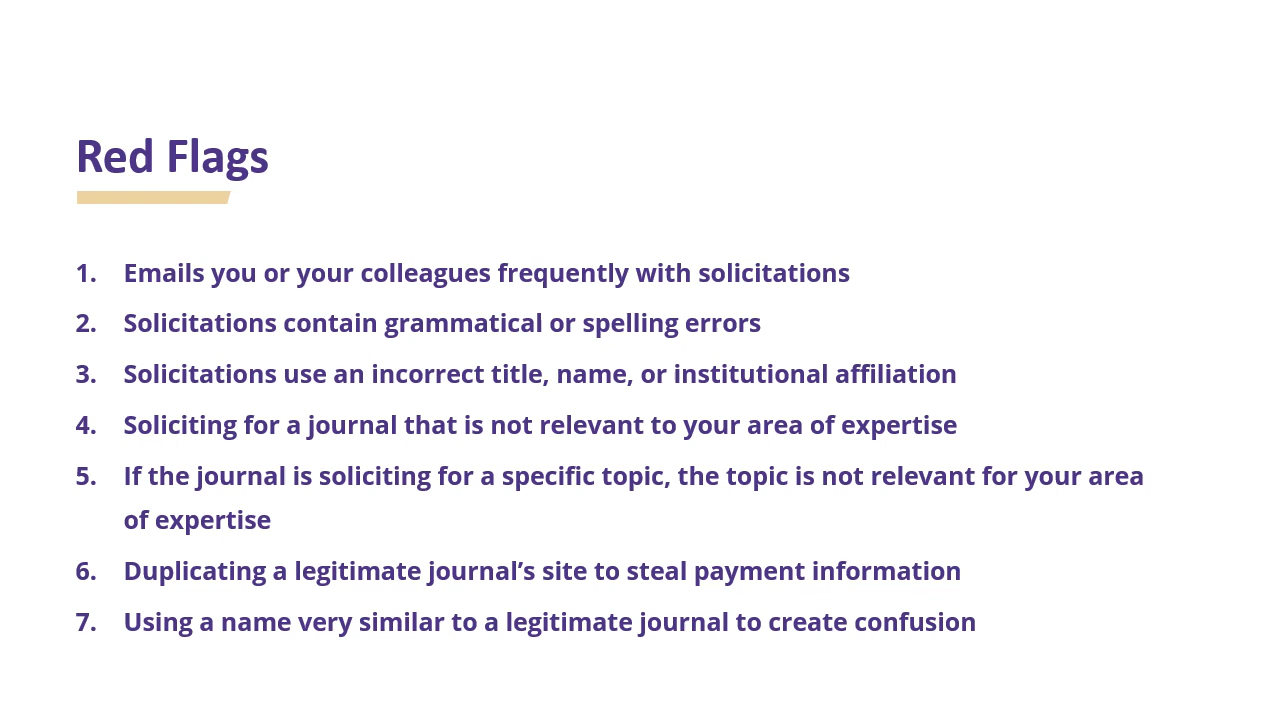 Red Flags
1. Emails you or your colleagues frequently with solicitations
2. Solicitations contain grammatical or spelling errors
3. Solicitations use an incorrect title, name, or institutional affiliation
4. Soliciting for a journal that is not relevant to your area of expertise
5. If the journal is soliciting for a specific topic, the topic is not relevant for your area
of expertise
6. Duplicating a legitimate journal’s site to steal payment information
7. Using a name very similar to a legitimate journal to create confusion